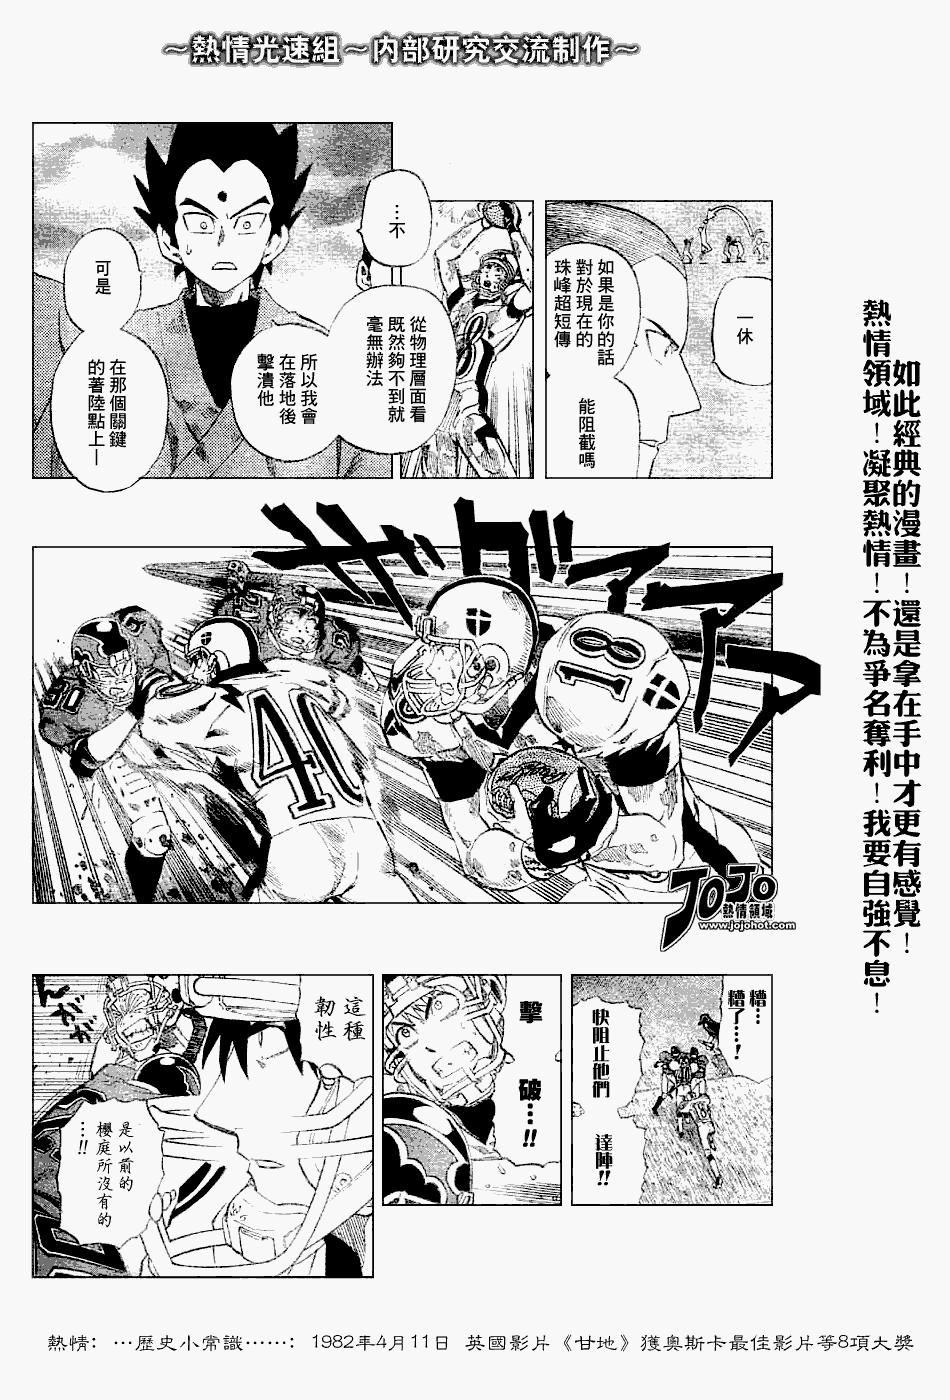 ～熱情光速組～内部研究交流制作～
一休
如果是你的話
對於現在的
珠峰超短傳
能阻截嗎
…不
從物理層面看
既然夠不到就
毫無辦法
所以我會
在落地後
擊潰他
可是
在那個關鍵
的著陸點上—
如此經典的漫畫！還是拿在手中才更有感覺！
熱情領域！凝聚熱情！不為爭名奪利！我要自強不息！
ザグマアァ
18
40
JOJO
熱情領域
www.jojohot.com
糟…
糟了…!
快阻止他們
達陣!!
擊
破…!!
這種
韌性
是以前的
櫻庭所沒有的
…!!
熱情：…歷史小常識……：1982年4月11日 英國影片《甘地》獲奧斯卡最佳影片等8項大獎